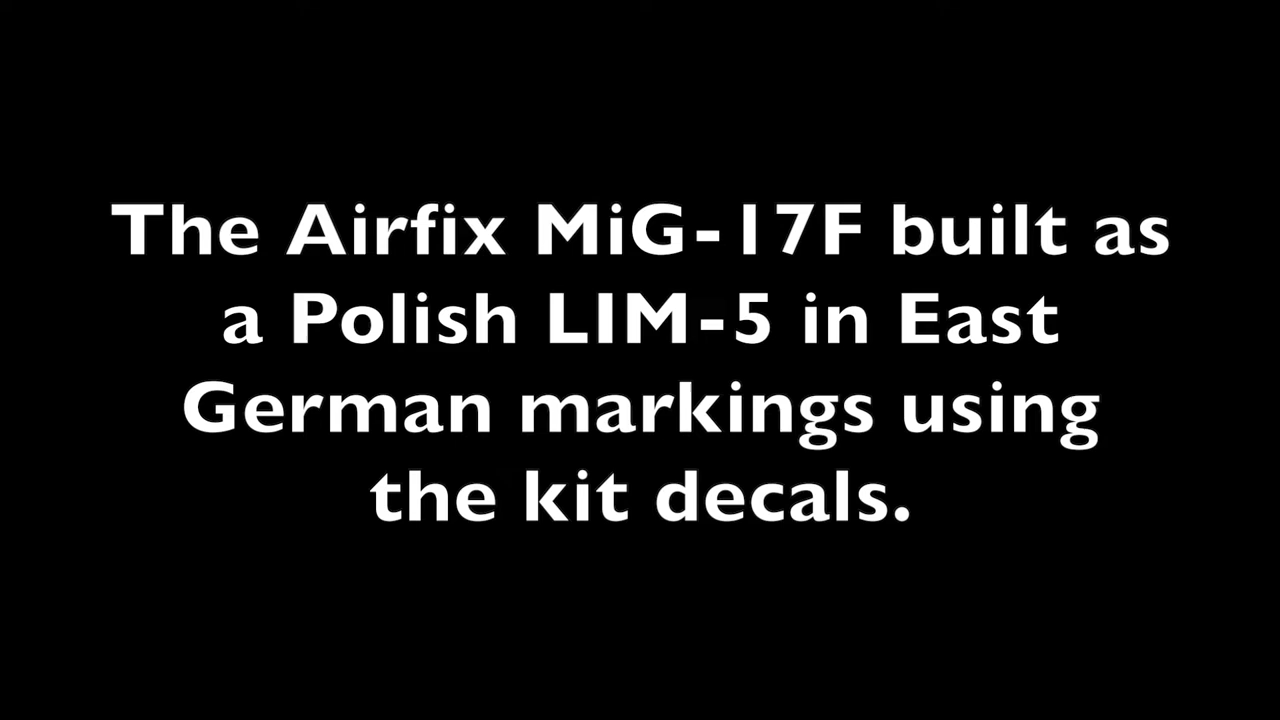 The Airfix MiG-17F built as
a Polish LIM-5 in East
German markings using
the kit decals.